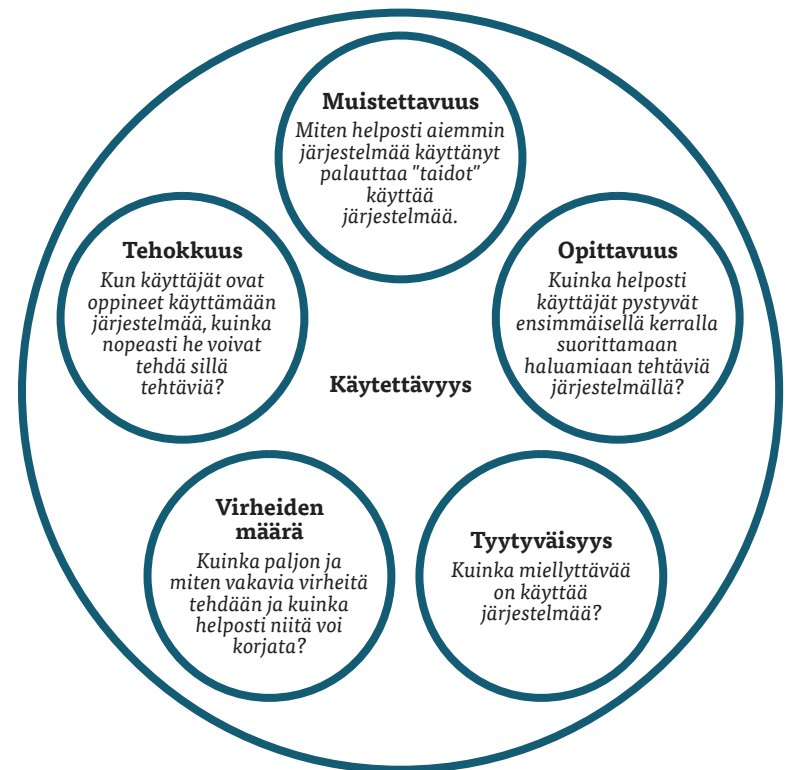 Muistettavuus
Miten helposti aiemmin
järjestelmää käyttänyt
palauttaa "taidot"
käyttää
järjestelmää.
Tehokkuus
Kun käyttäjät ovat
oppineet käyttämään
järjestelmää, kuinka
nopeasti he voivat
tehdä sillä
tehtäviä?
Opittavuus
Kuinka helposti
käyttäjät pystyvät
ensimmäisellä kerralla
suorittamaan
haluamiaan tehtäviä
järjestelmällä?
Käytettävyys
Virheiden
määrä
Kuinka paljon ja
miten vakavia virheitä
tehdään ja kuinka
helposti niitä voi
korjata?
Tyytyväisyys
Kuinka miellyttävää
on käyttää
järjestelmää?